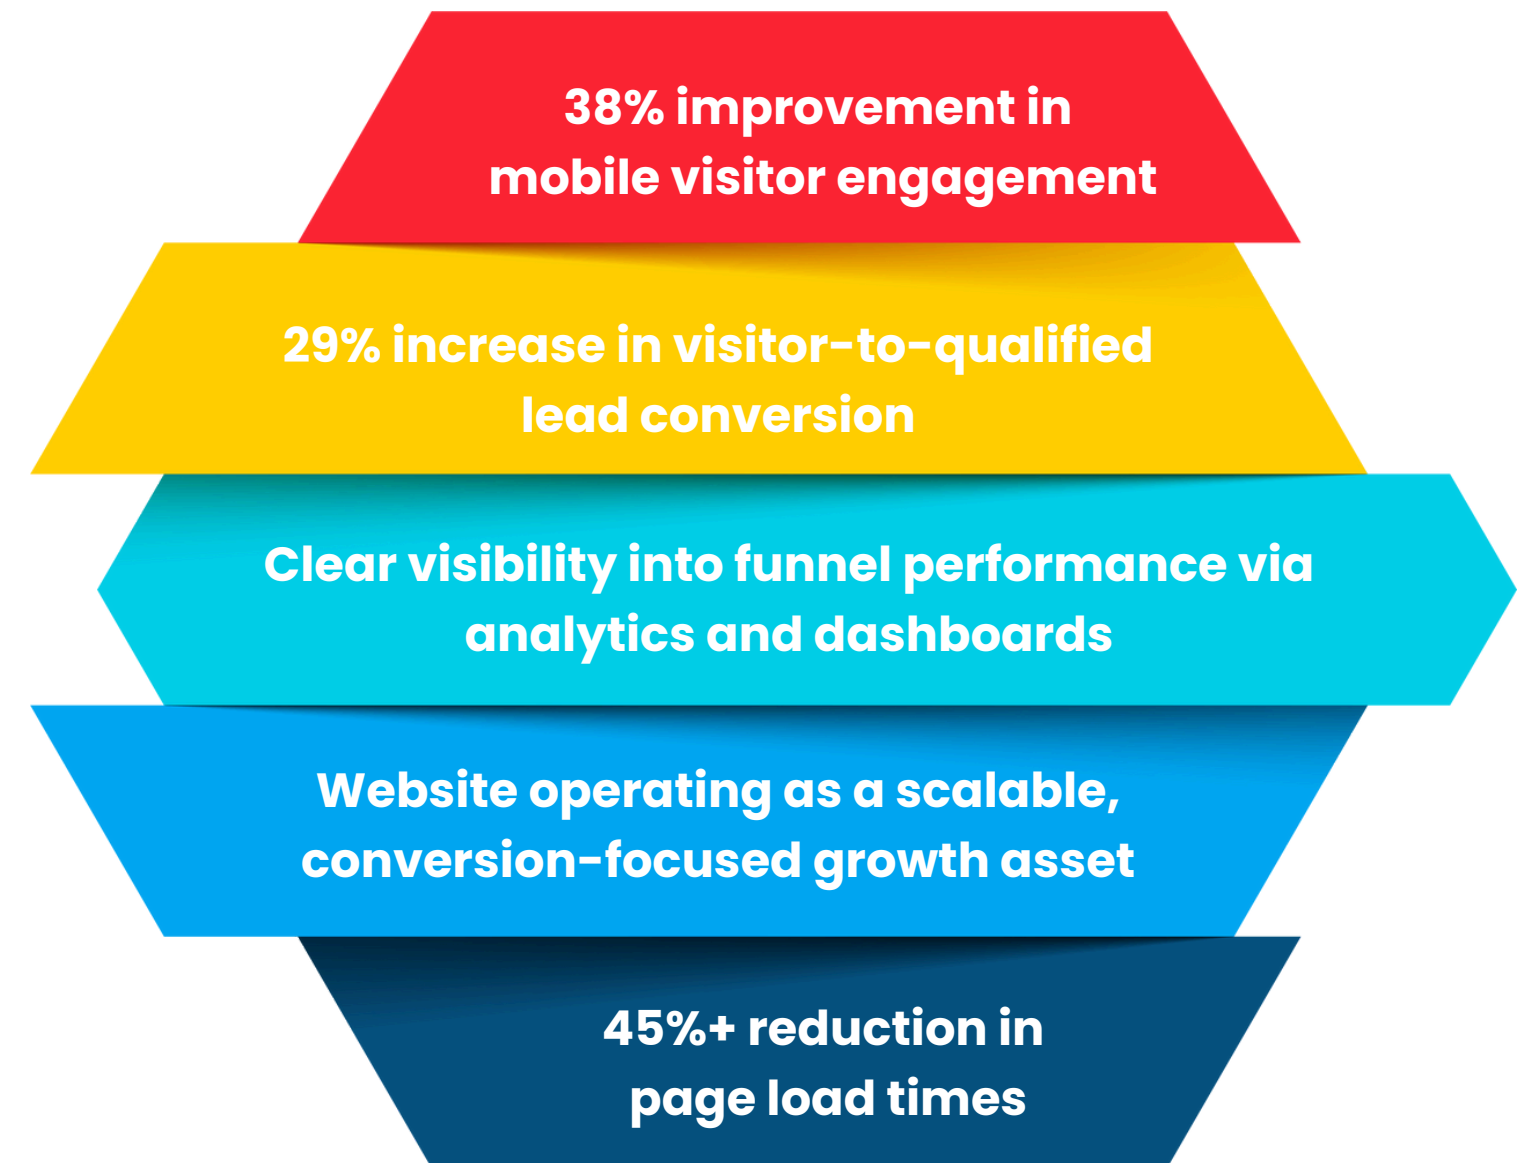 38% improvement in
mobile visitor engagement
29% increase in visitor-to-qualified
lead conversion
Clear visibility into funnel performance via
analytics and dashboards
Website operating as a scalable,
conversion-focused growth asset
45%+ reduction in
page load times